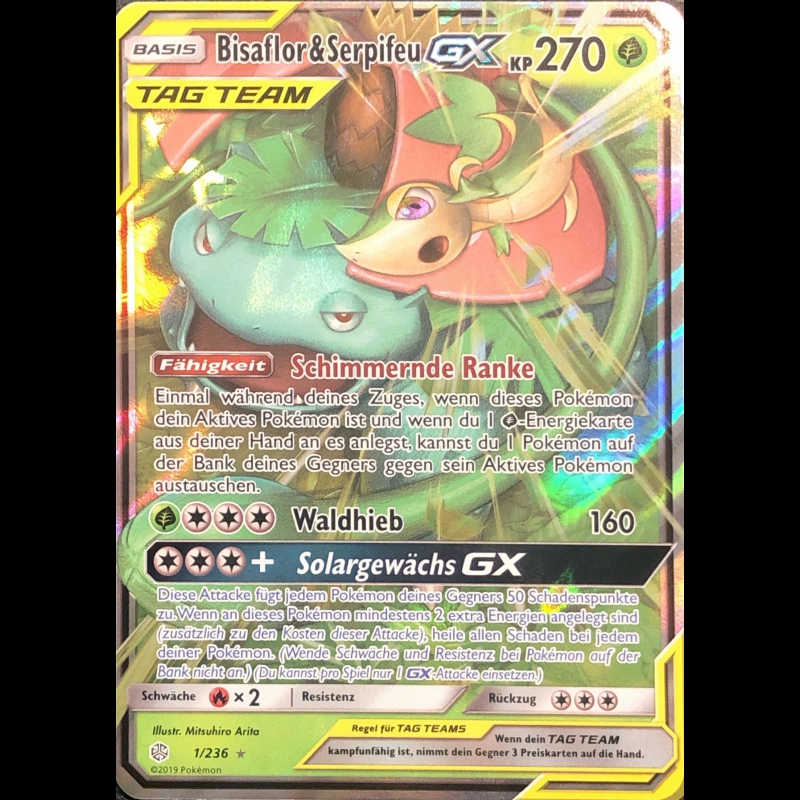 BASIS Bisaflor&Serpifeu GX KP270
TAG TEAM
Fähigkeit Schimmernde Ranke
Einmal während deines Zuges, wenn dieses Pokémon
dein Aktives Pokémon ist und wenn du 1 -Energiekarte
aus deiner Hand an es anlegst, kannst du 1 Pokémon auf
der Bank deines Gegners gegen sein Aktives Pokémon
austauschen.
Waldhieb 160
+ Solargewächs GX
Diese Attacke fügt jedem Pokémon deines Gegners 50 Schadenspunkte
zu. Wenn an dieses Pokémon mindestens 2 extra Energien angelegt sind
(zusätzlich zu den Kosten dieser Attacke), heile allen Schaden bei jedem
deiner Pokémon. (Wende Schwäche und Resistenz bei Pokémon auf der
Bank nicht an.) (Du kannst pro Spiel nur 1 GX-Attacke einsetzen.)
Schwäche ×2 Resistenz Rückzug
Illustr. Mitsuhiro Arita
1/236 ★
©2019 Pokémon
Regel für TAG TEAMS Wenn dein TAG TEAM
kampfunfähig ist, nimmt dein Gegner 3 Preiskarten auf die Hand.